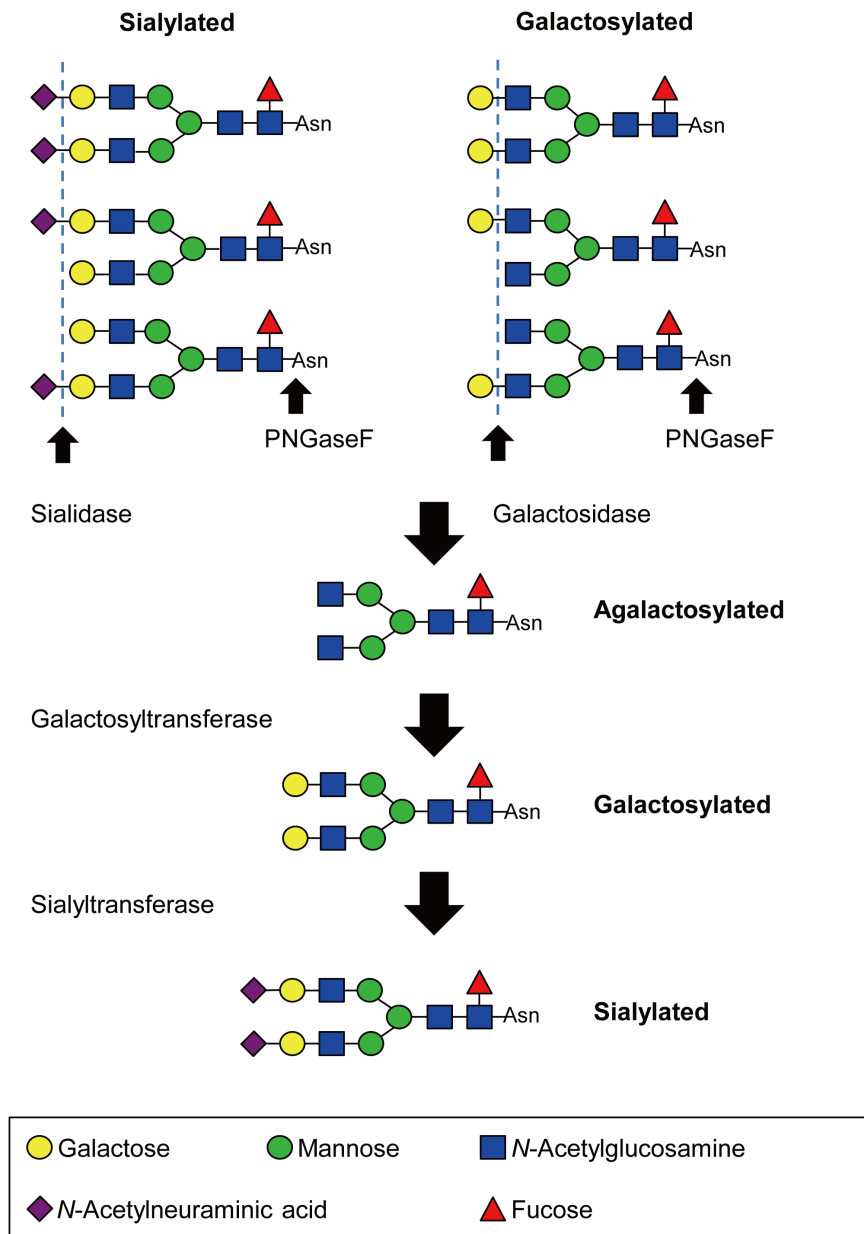 Sialylated Galactosylated
Asn Asn
Asn Asn
Asn Asn
PNGaseF PNGaseF
Sialidase Galactosidase
Asn Agalactosylated
Galactosyltransferase
Asn Galactosylated
Sialyltransferase
Asn Sialylated
Galactose Mannose N-Acetylglucosamine
N-Acetylneuraminic acid Fucose